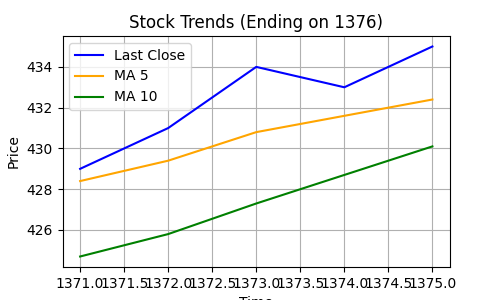 Stock Trends (Ending on 1376)
Last Close
MA 5
MA 10
Price
434
432
430
428
426
1371.0 1371.5 1372.0 1372.5 1373.0 1373.5 1374.0 1374.5 1375.0
Time